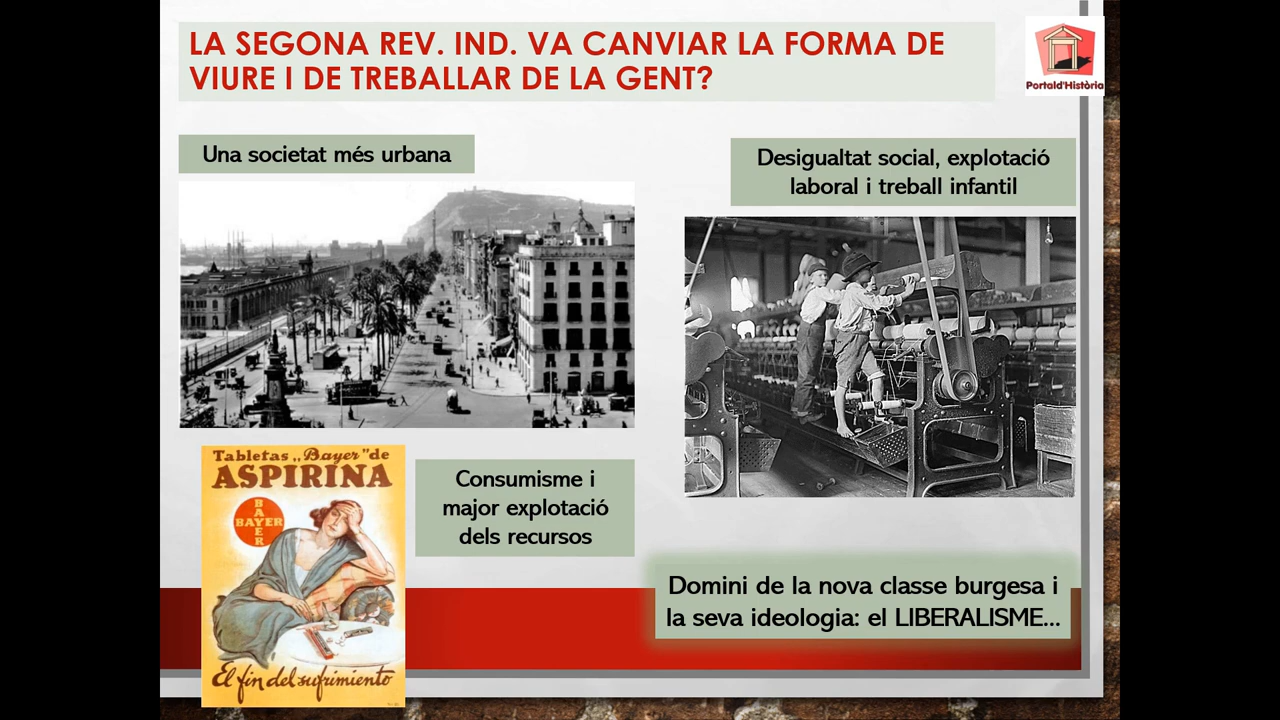 LA SEGONA REV. IND. VA CANVIAR LA FORMA DE
VIURE I DE TREBALLAR DE LA GENT?
Portald'Història
Una societat més urbana
Desigualtat social, explotació
laboral i treball infantil
Tabletas „Bayer" de
ASPIRINA
BAYER
BAYER
Consumisme i
major explotació
dels recursos
Domini de la nova classe burgesa i
la seva ideologia: el LIBERALISME...
El fin del sufrimiento